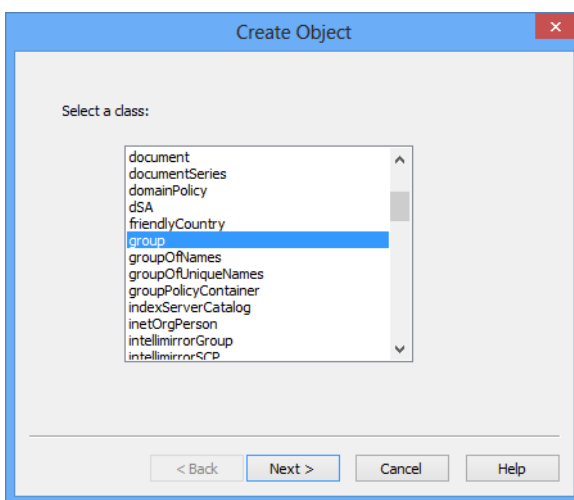 Create Object
Select a class:
document
documentSeries
domainPolicy
dSA
friendlyCountry
group
groupOfNames
groupOfUniqueNames
groupPolicyContainer
indexServerCatalog
inetOrgPerson
intellimirrorGroup
intellimirrorSCP
< Back Next > Cancel Help